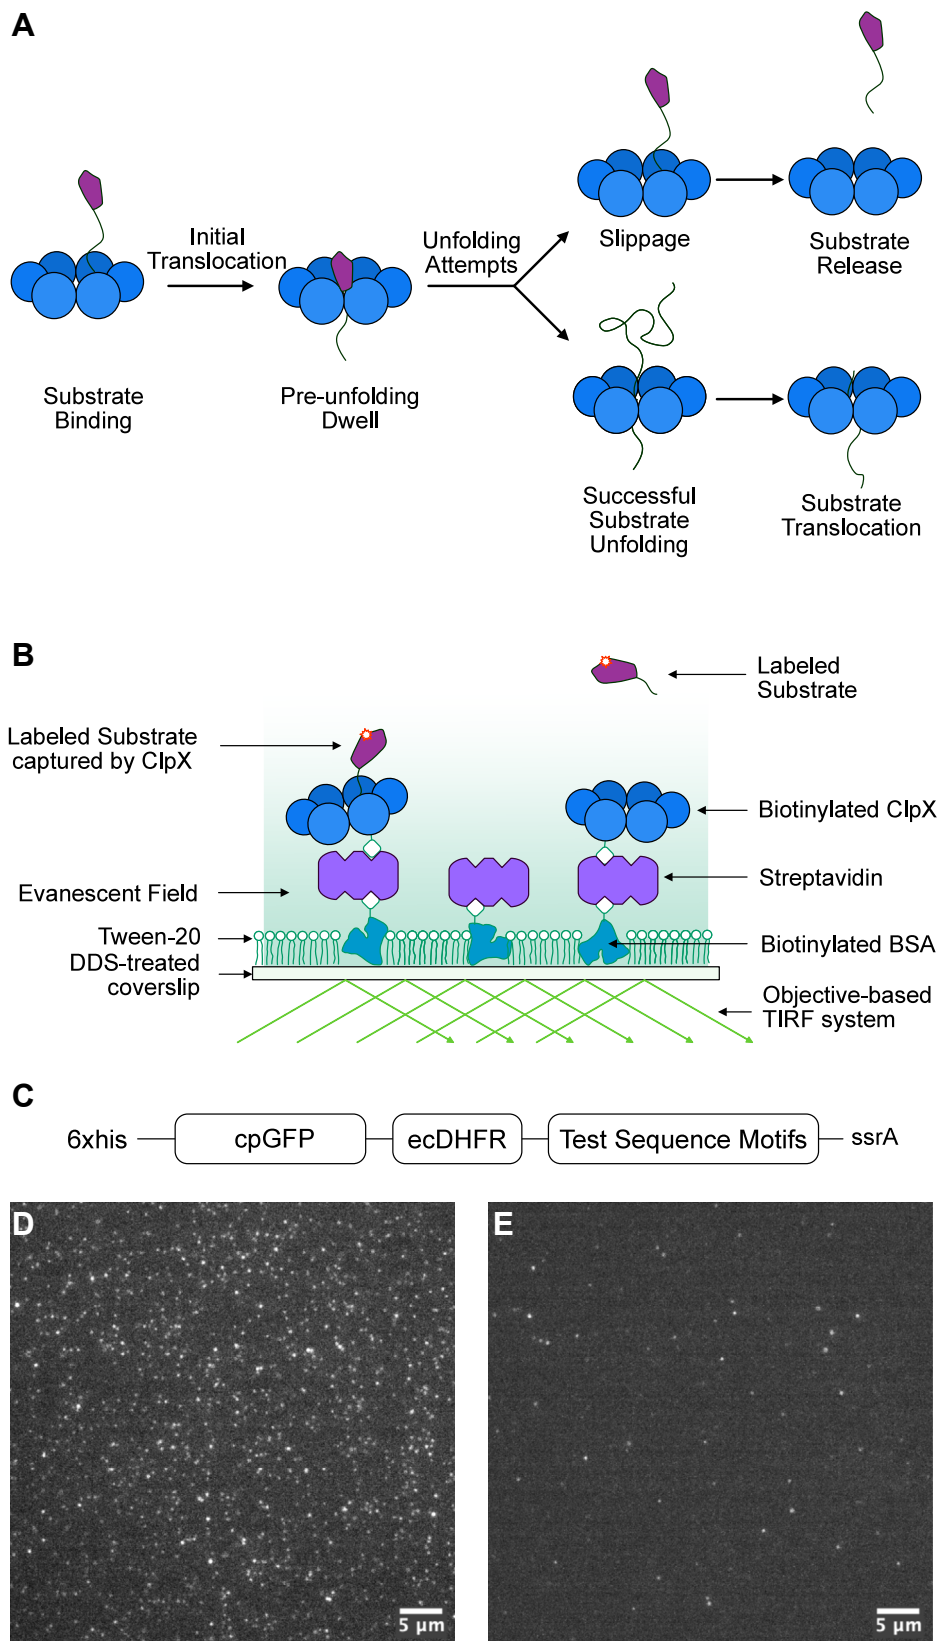 A
Initial
Translocation
Unfolding
Attempts
Slippage
Substrate
Release
Substrate
Binding
Pre-unfolding
Dwell
Successful
Substrate
Unfolding
Substrate
Translocation
B
Labeled
Substrate
Labeled Substrate
captured by ClpX
Biotinylated ClpX
Evanescent Field
Streptavidin
Tween-20
Biotinylated BSA
DDS-treated
coverslip
Objective-based
TIRF system
C
6xhis
cpGFP
ecDHFR
Test Sequence Motifs
ssrA
D
E
5 µm
5 µm